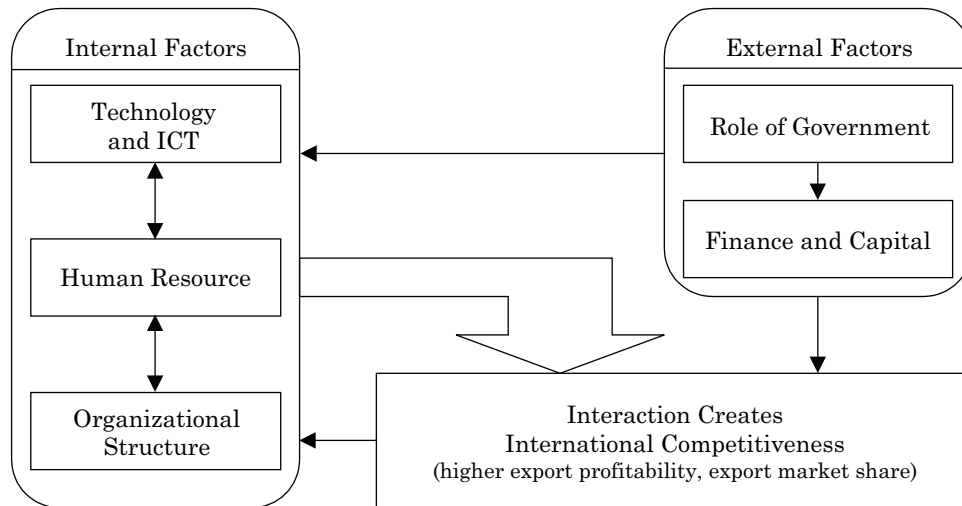 Internal Factors
Technology
and ICT
Human Resource
Organizational
Structure
External Factors
Role of Government
Finance and Capital
Interaction Creates
International Competitiveness
(higher export profitability, export market share)